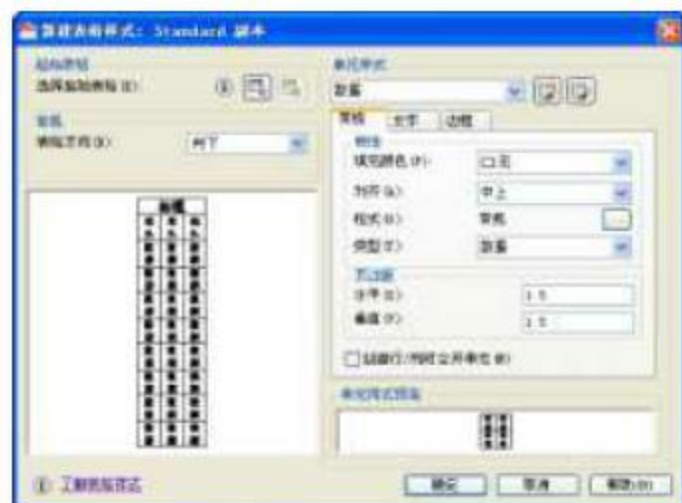 新建表格样式: Standard 副本
起始表格
选择起始表格(E):
常规
表格方向(D):
向下
标题
了解表格样式
单元样式
数据
常规
文字
边框
特性
填充颜色(F):
无
对齐(A):
中上
格式(O):
常规
类型(T):
数据
页边距
水平(Z):
1.5
垂直(V):
1.5
创建行/列时合并单元(M)
单元样式预览
确定
取消
帮助(H)